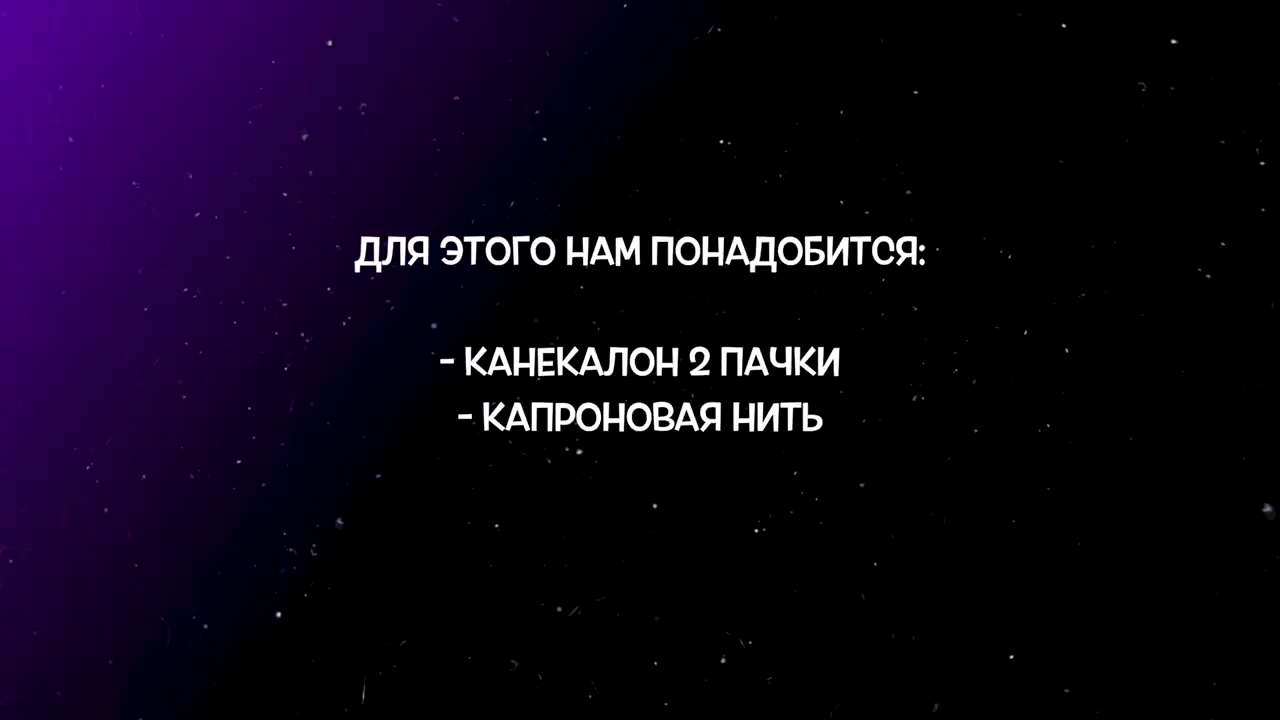 ДЛЯ ЭТОГО НАМ ПОНАДОБИТСЯ:
- КАНЕКАЛОН 2 ПАЧКИ
- КАПРОНОВАЯ НИТЬ